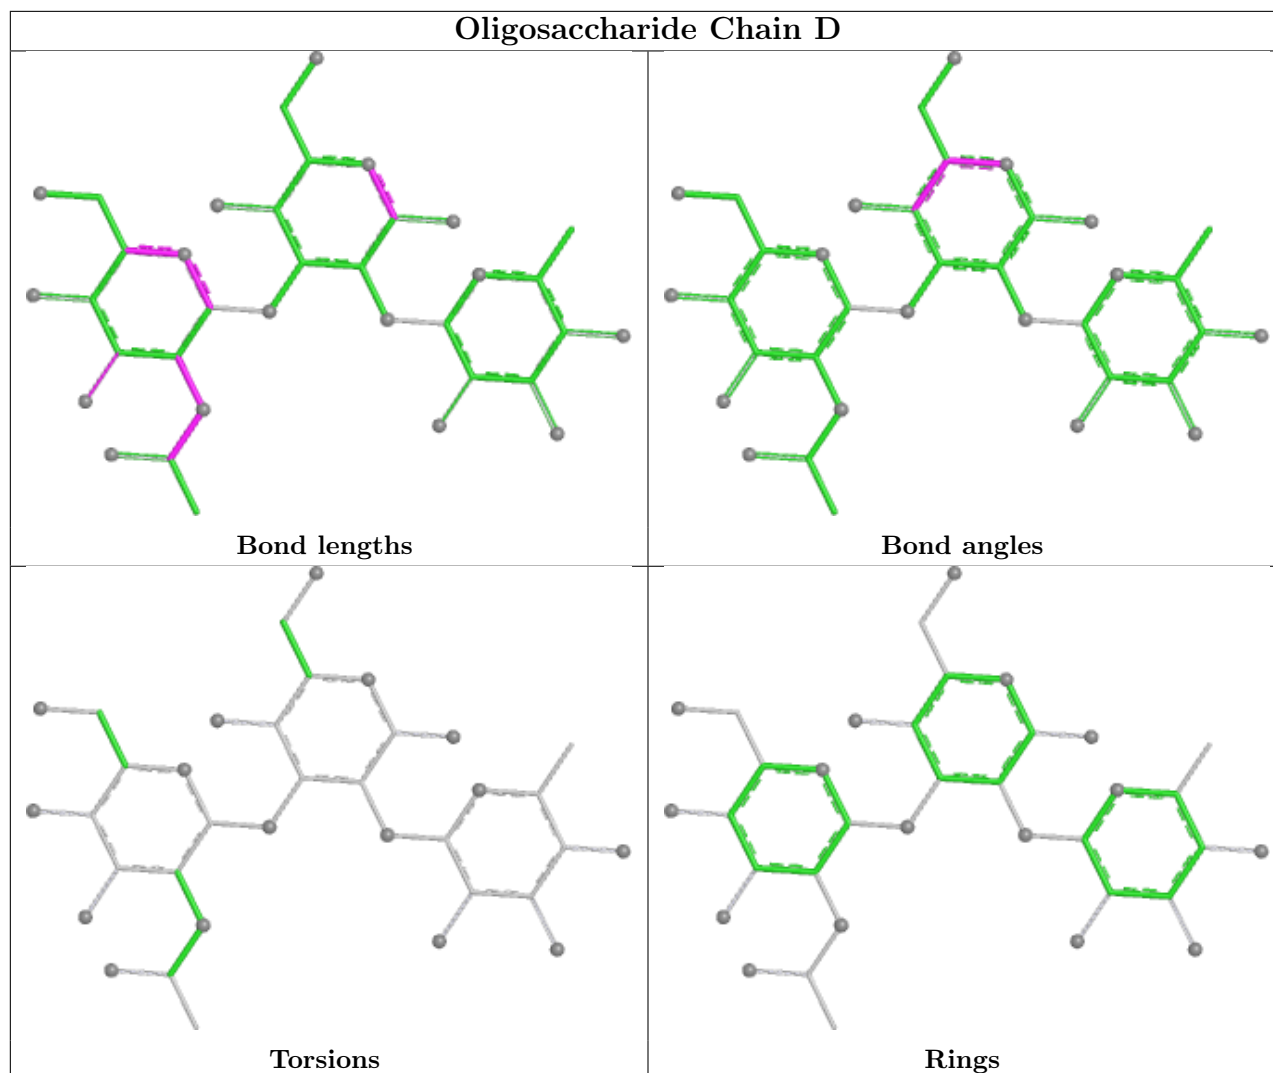 Oligosaccharide Chain D
Bond lengths
Bond angles
Torsions
Rings